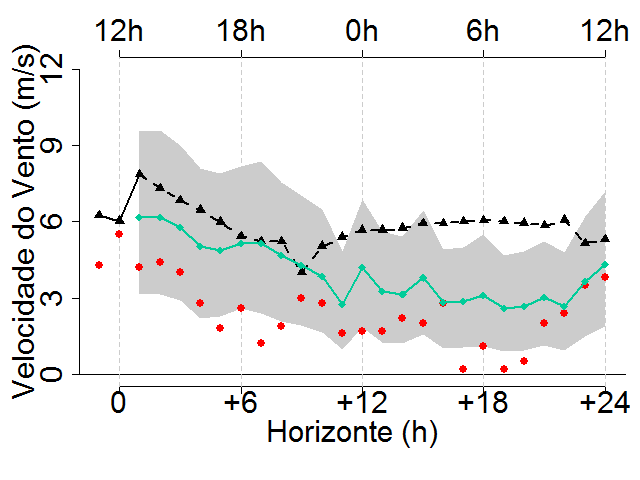 12h 18h 0h 6h 12h
Velocidade do Vento (m/s)
12
9
6
3
0
0 +6 +12 +18 +24
Horizonte (h)